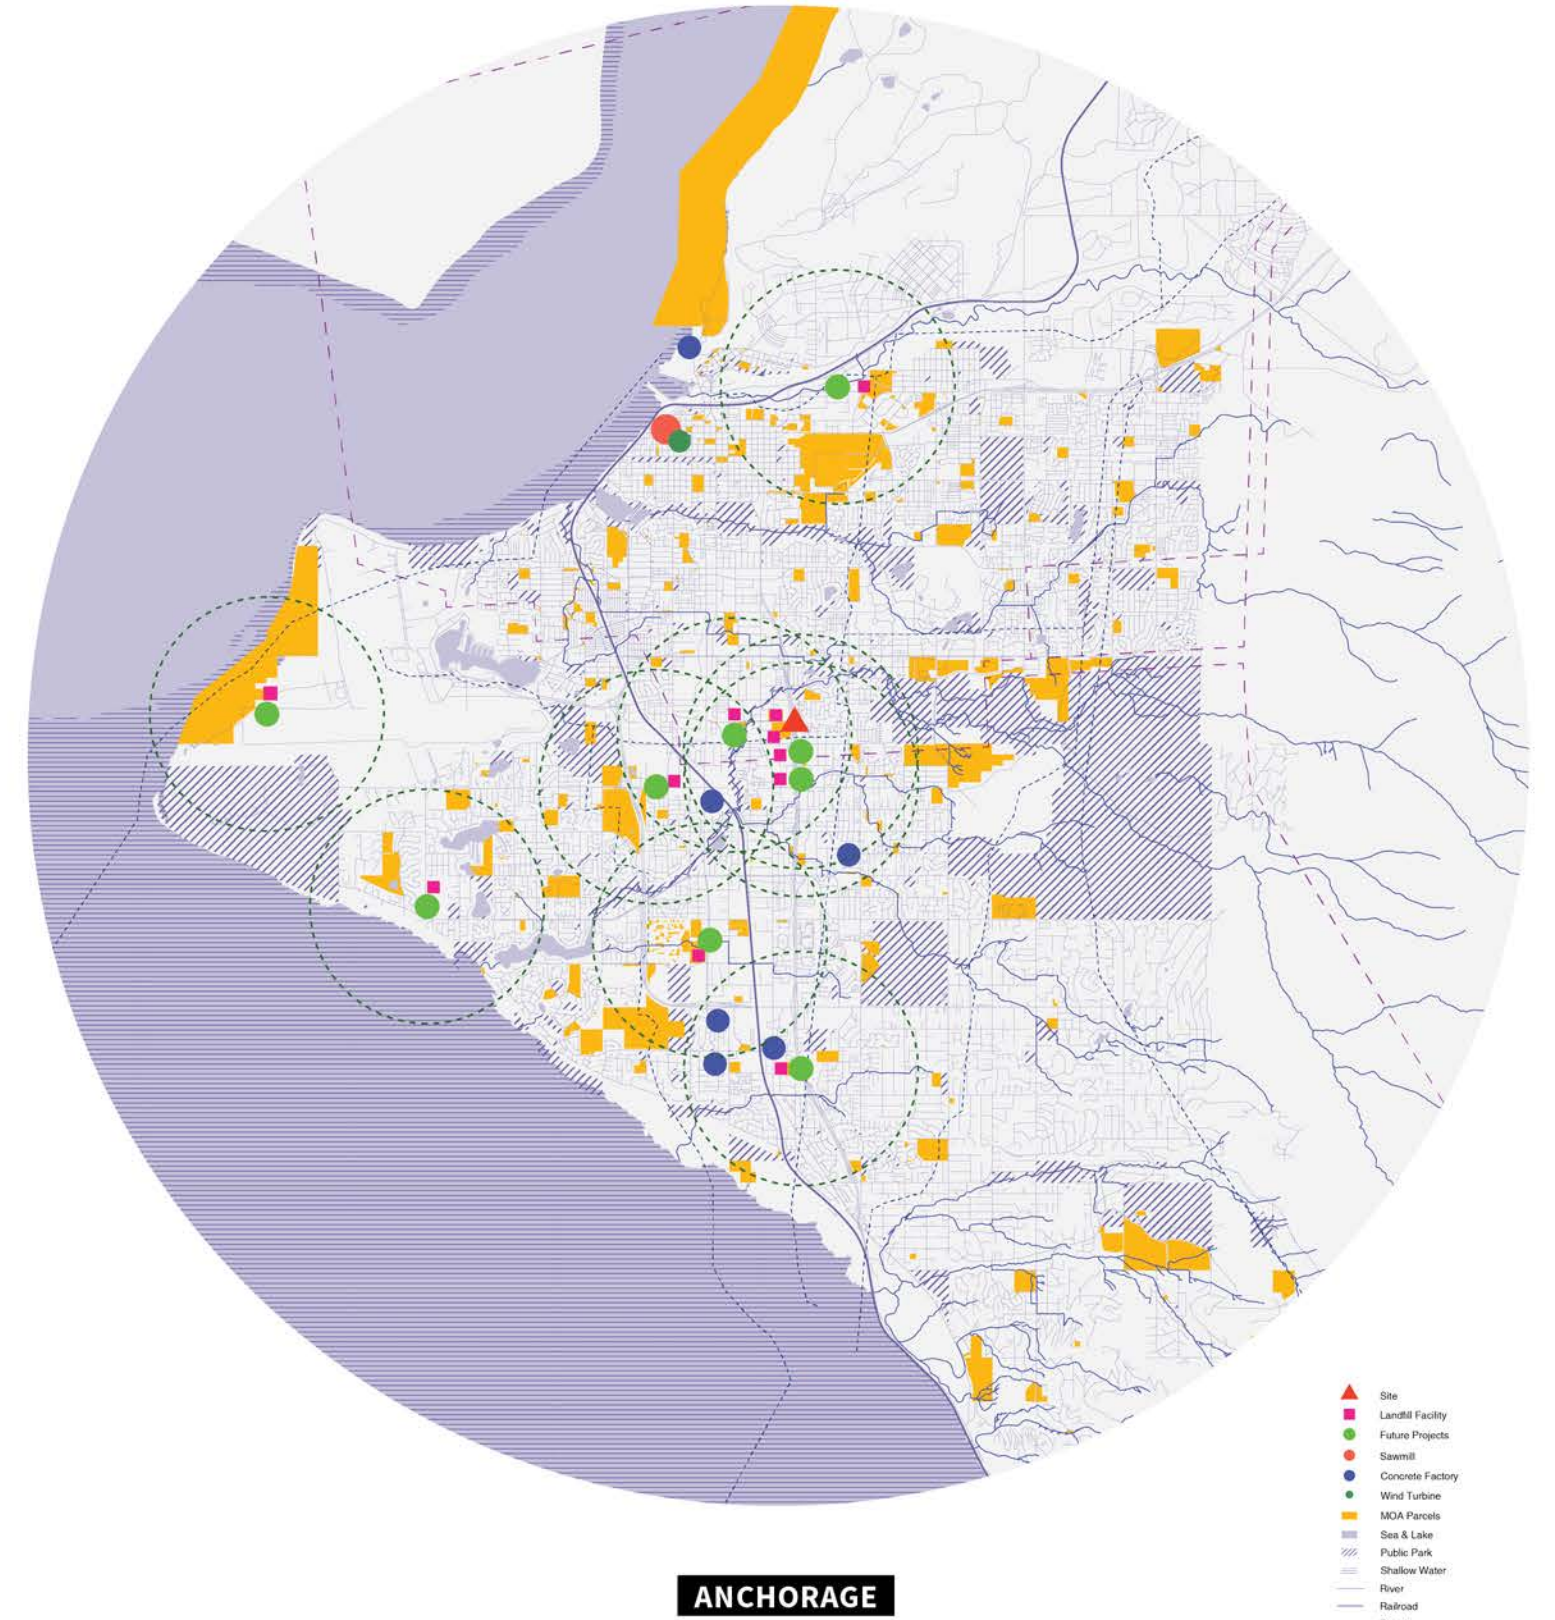 Site
Landfill Facility
Future Projects
Sawmill
Concrete Factory
Wind Turbine
MOA Parcels
Sea & Lake
Public Park
Shallow Water
River
Railroad
ANCHORAGE